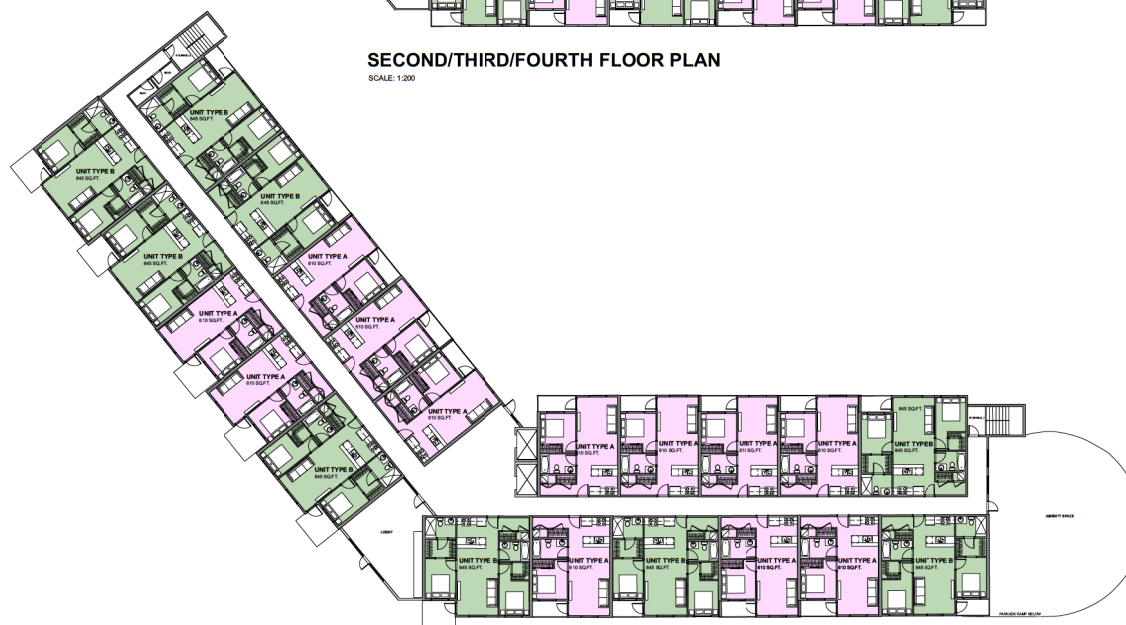 SECOND/THIRD/FOURTH FLOOR PLAN
SCALE: 1:200
UNIT TYPE B
845 SQ.FT.
UNIT TYPE B
845 SQ.FT.
UNIT TYPE B
845 SQ.FT.
UNIT TYPE B
845 SQ.FT.
UNIT TYPE A
610 SQ.FT.
UNIT TYPE A
610 SQ.FT.
UNIT TYPE A
610 SQ.FT.
UNIT TYPE A
610 SQ.FT.
UNIT TYPE A
610 SQ.FT.
UNIT TYPE B
845 SQ.FT.
845 SQ.FT.
UNIT TYPE A
610 SQ.FT.
UNIT TYPE A
610 SQ.FT.
UNIT TYPE A
610 SQ.FT.
UNIT TYPE A
610 SQ.FT.
UNIT TYPE B
845 SQ.FT.
AMENITY SPACE
LOBBY
UNIT TYPE B
845 SQ.FT.
UNIT TYPE A
610 SQ.FT.
UNIT TYPE B
845 SQ.FT.
UNIT TYPE A
610 SQ.FT.
UNIT TYPE A
610 SQ.FT.
UNIT TYPE B
845 SQ.FT.
PARKADE RAMP BELOW